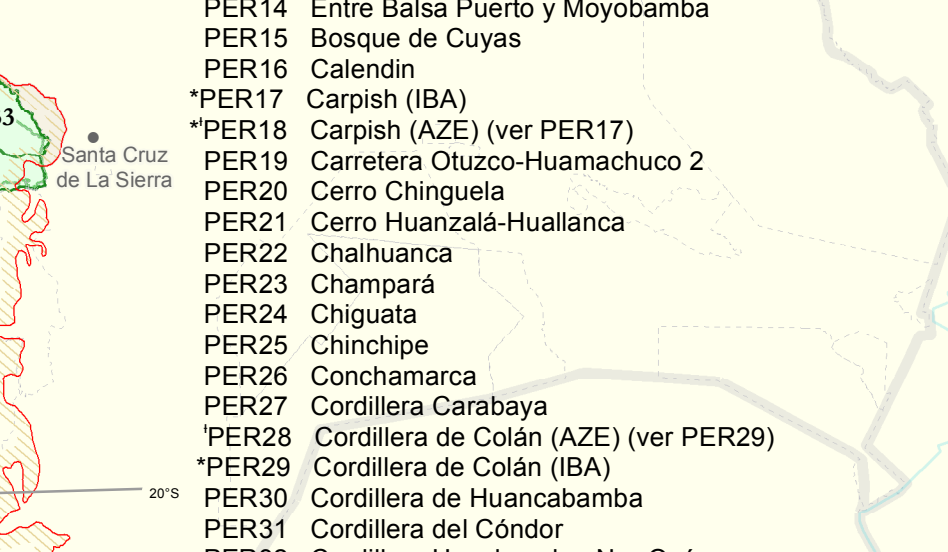 PER14 Entre Balsa Puerto y Moyobamba
PER15 Bosque de Cuyas
PER16 Calendin
*PER17 Carpish (IBA)
*ƚPER18 Carpish (AZE) (ver PER17)
PER19 Carretera Otuzco-Huamachuco 2
PER20 Cerro Chinguela
PER21 Cerro Huanzalá-Huallanca
PER22 Chalhuanca
PER23 Champará
PER24 Chiguata
PER25 Chinchipe
PER26 Conchamarca
PER27 Cordillera Carabaya
ƚPER28 Cordillera de Colán (AZE) (ver PER29)
*PER29 Cordillera de Colán (IBA)
PER30 Cordillera de Huancabamba
PER31 Cordillera del Cóndor
Santa Cruz
de La Sierra
20°S